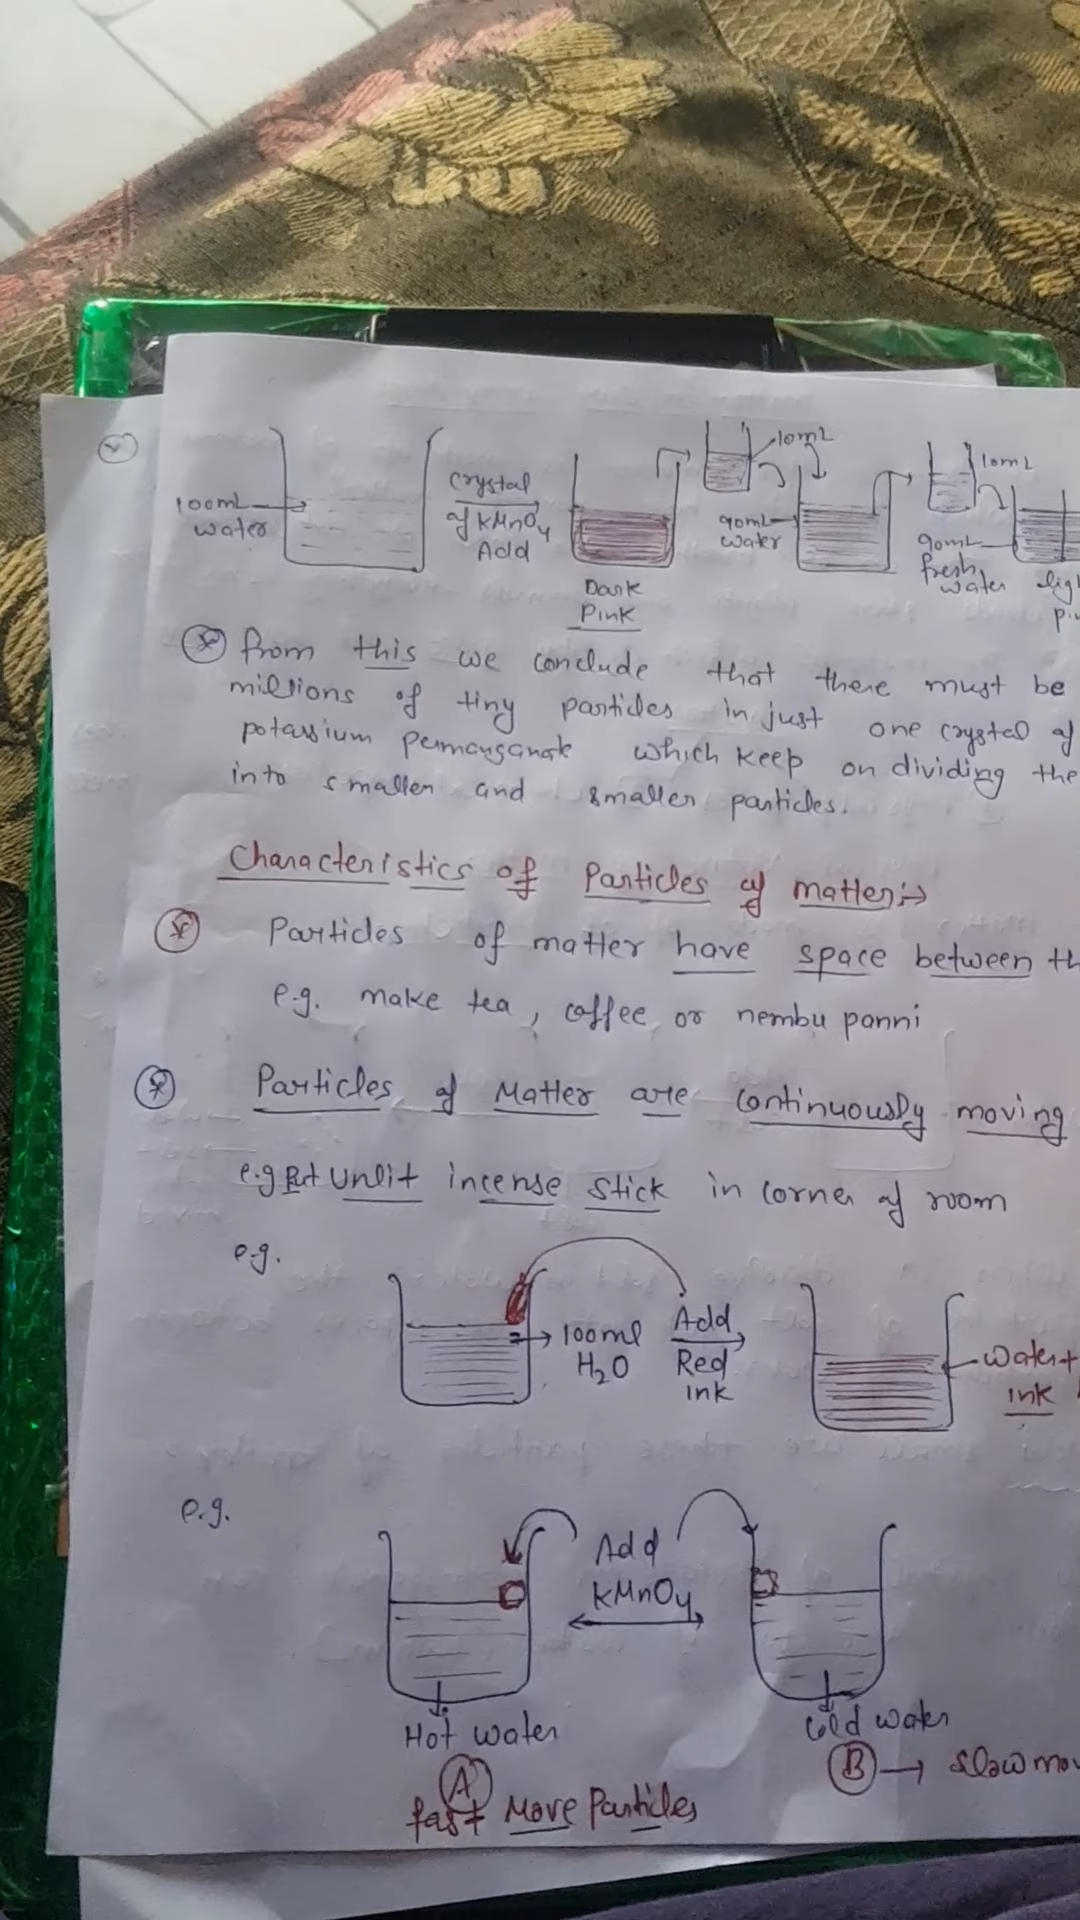 100mL
water
crystal
of KMnO4
Add
Dark
Pink
10mL
90mL
water
10mL
90mL
fresh
water
from this we conclude that there must be
millions of tiny particles in just one crystal of
potassium permanganate which keep on dividing the
into smaller and smaller particles.
Characteristics of Particles of matter:→
Particles of matter have space between
e.g. make tea, coffee or nembu panni
Particles of Matter are continuously moving
e.g Put Unlit incense stick in corner of room
e.g.
100ml
H2O
Add
Red
ink
water+
ink
e.g.
Add
KMnO4
Hot water
Cold water
A
B → slow
fast Move Particles